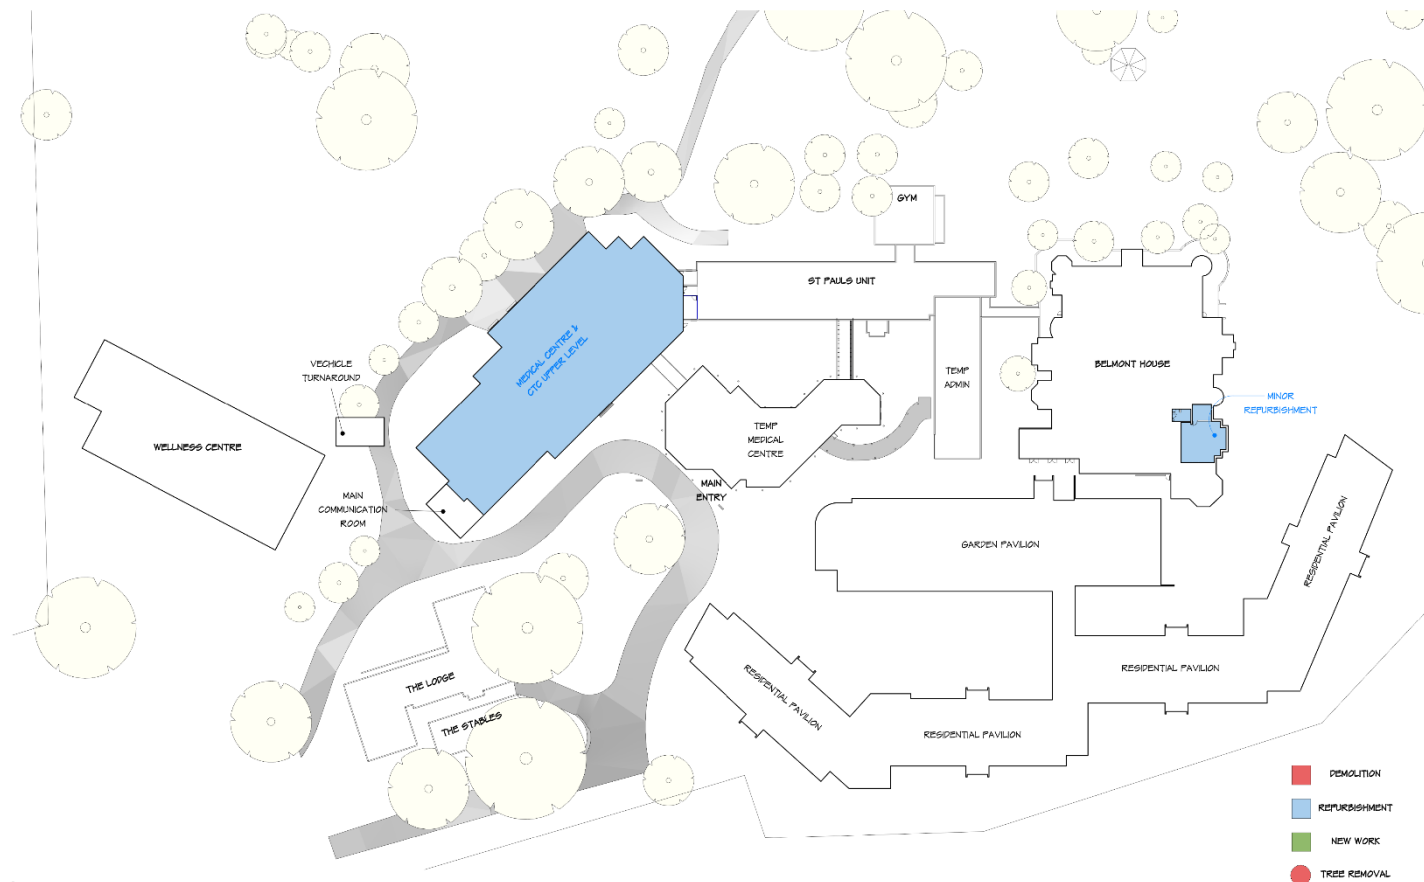 GYM
ST PAULS UNIT
MEDICAL CENTRE &
CTC UPPER LEVEL
VECHICLE
TURNAROUND
TEMP
ADMIN
BELMONT HOUSE
MINOR
REFURBISHMENT
WELLNESS CENTRE
TEMP
MEDICAL
CENTRE
MAIN
COMMUNICATION
ROOM
MAIN
ENTRY
GARDEN PAVILION
RESIDENTIAL PAVILION
THE LODGE
THE STABLES
RESIDENTIAL PAVILION
RESIDENTIAL PAVILION
RESIDENTIAL PAVILION
DEMOLITION
REFURBISHMENT
NEW WORK
TREE REMOVAL